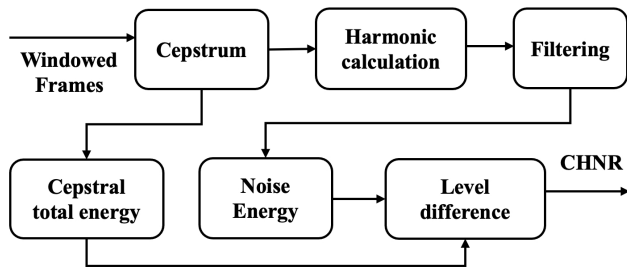 Windowed
Frames
Cepstrum
Harmonic
calculation
Filtering
Cepstral
total energy
Noise
Energy
Level
difference
CHNR